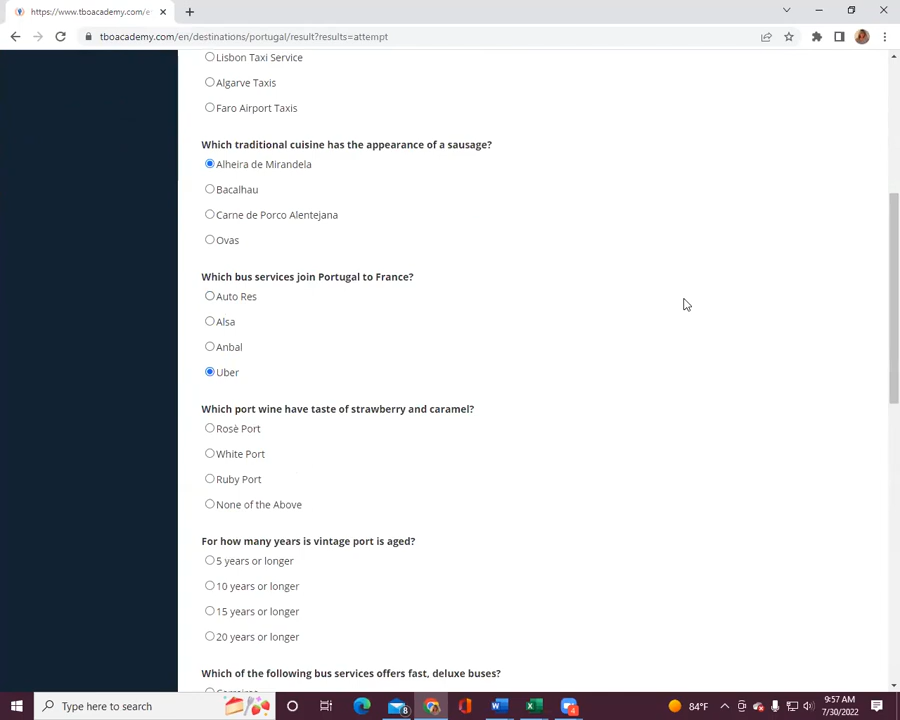 https://www.tboacademy.com/e
tboacademy.com/en/destinations/portugal/result?results=attempt
Lisbon Taxi Service
Algarve Taxis
Faro Airport Taxis
Which traditional cuisine has the appearance of a sausage?
Alheira de Mirandela
Bacalhau
Carne de Porco Alentejana
Ovas
Which bus services join Portugal to France?
Auto Res
Alsa
Anbal
Uber
Which port wine have taste of strawberry and caramel?
Rosè Port
White Port
Ruby Port
None of the Above
For how many years is vintage port is aged?
5 years or longer
10 years or longer
15 years or longer
20 years or longer
Which of the following bus services offers fast, deluxe buses?
Type here to search
8
4
84°F
9:57 AM
7/30/2022